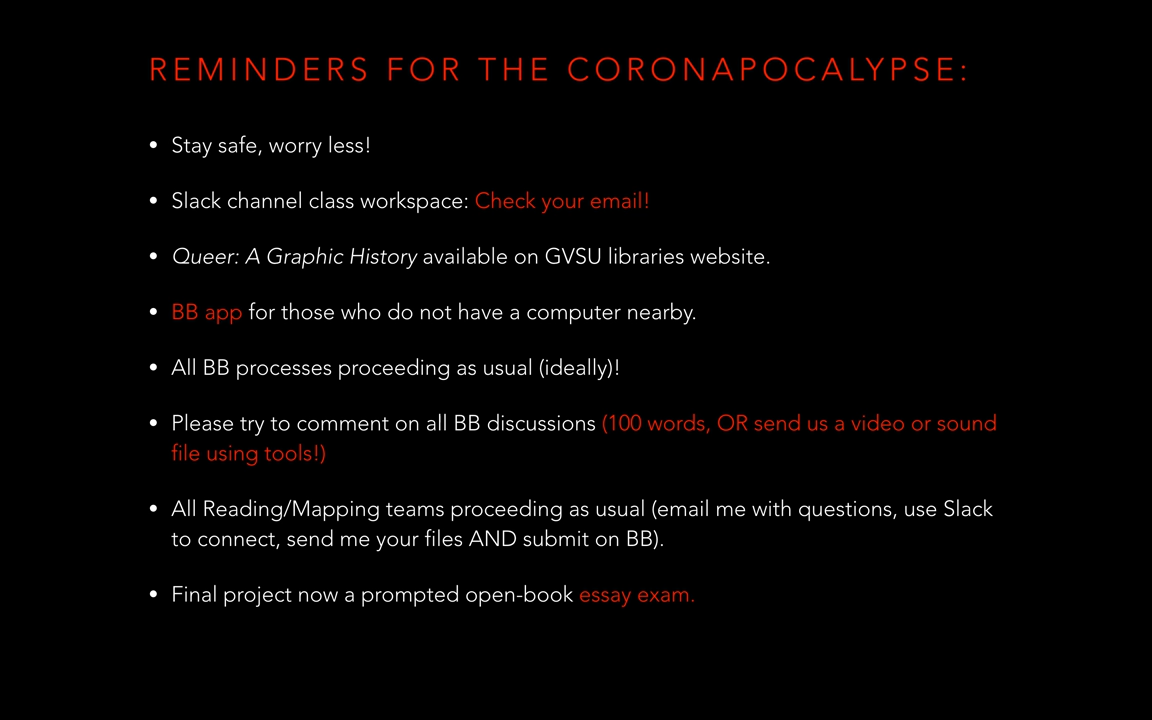 REMINDERS FOR THE CORONAPOCALYPSE:
• Stay safe, worry less!
• Slack channel class workspace: Check your email!
• Queer: A Graphic History available on GVSU libraries website.
• BB app for those who do not have a computer nearby.
• All BB processes proceeding as usual (ideally)!
• Please try to comment on all BB discussions (100 words, OR send us a video or sound
file using tools!)
• All Reading/Mapping teams proceeding as usual (email me with questions, use Slack
to connect, send me your files AND submit on BB).
• Final project now a prompted open-book essay exam.